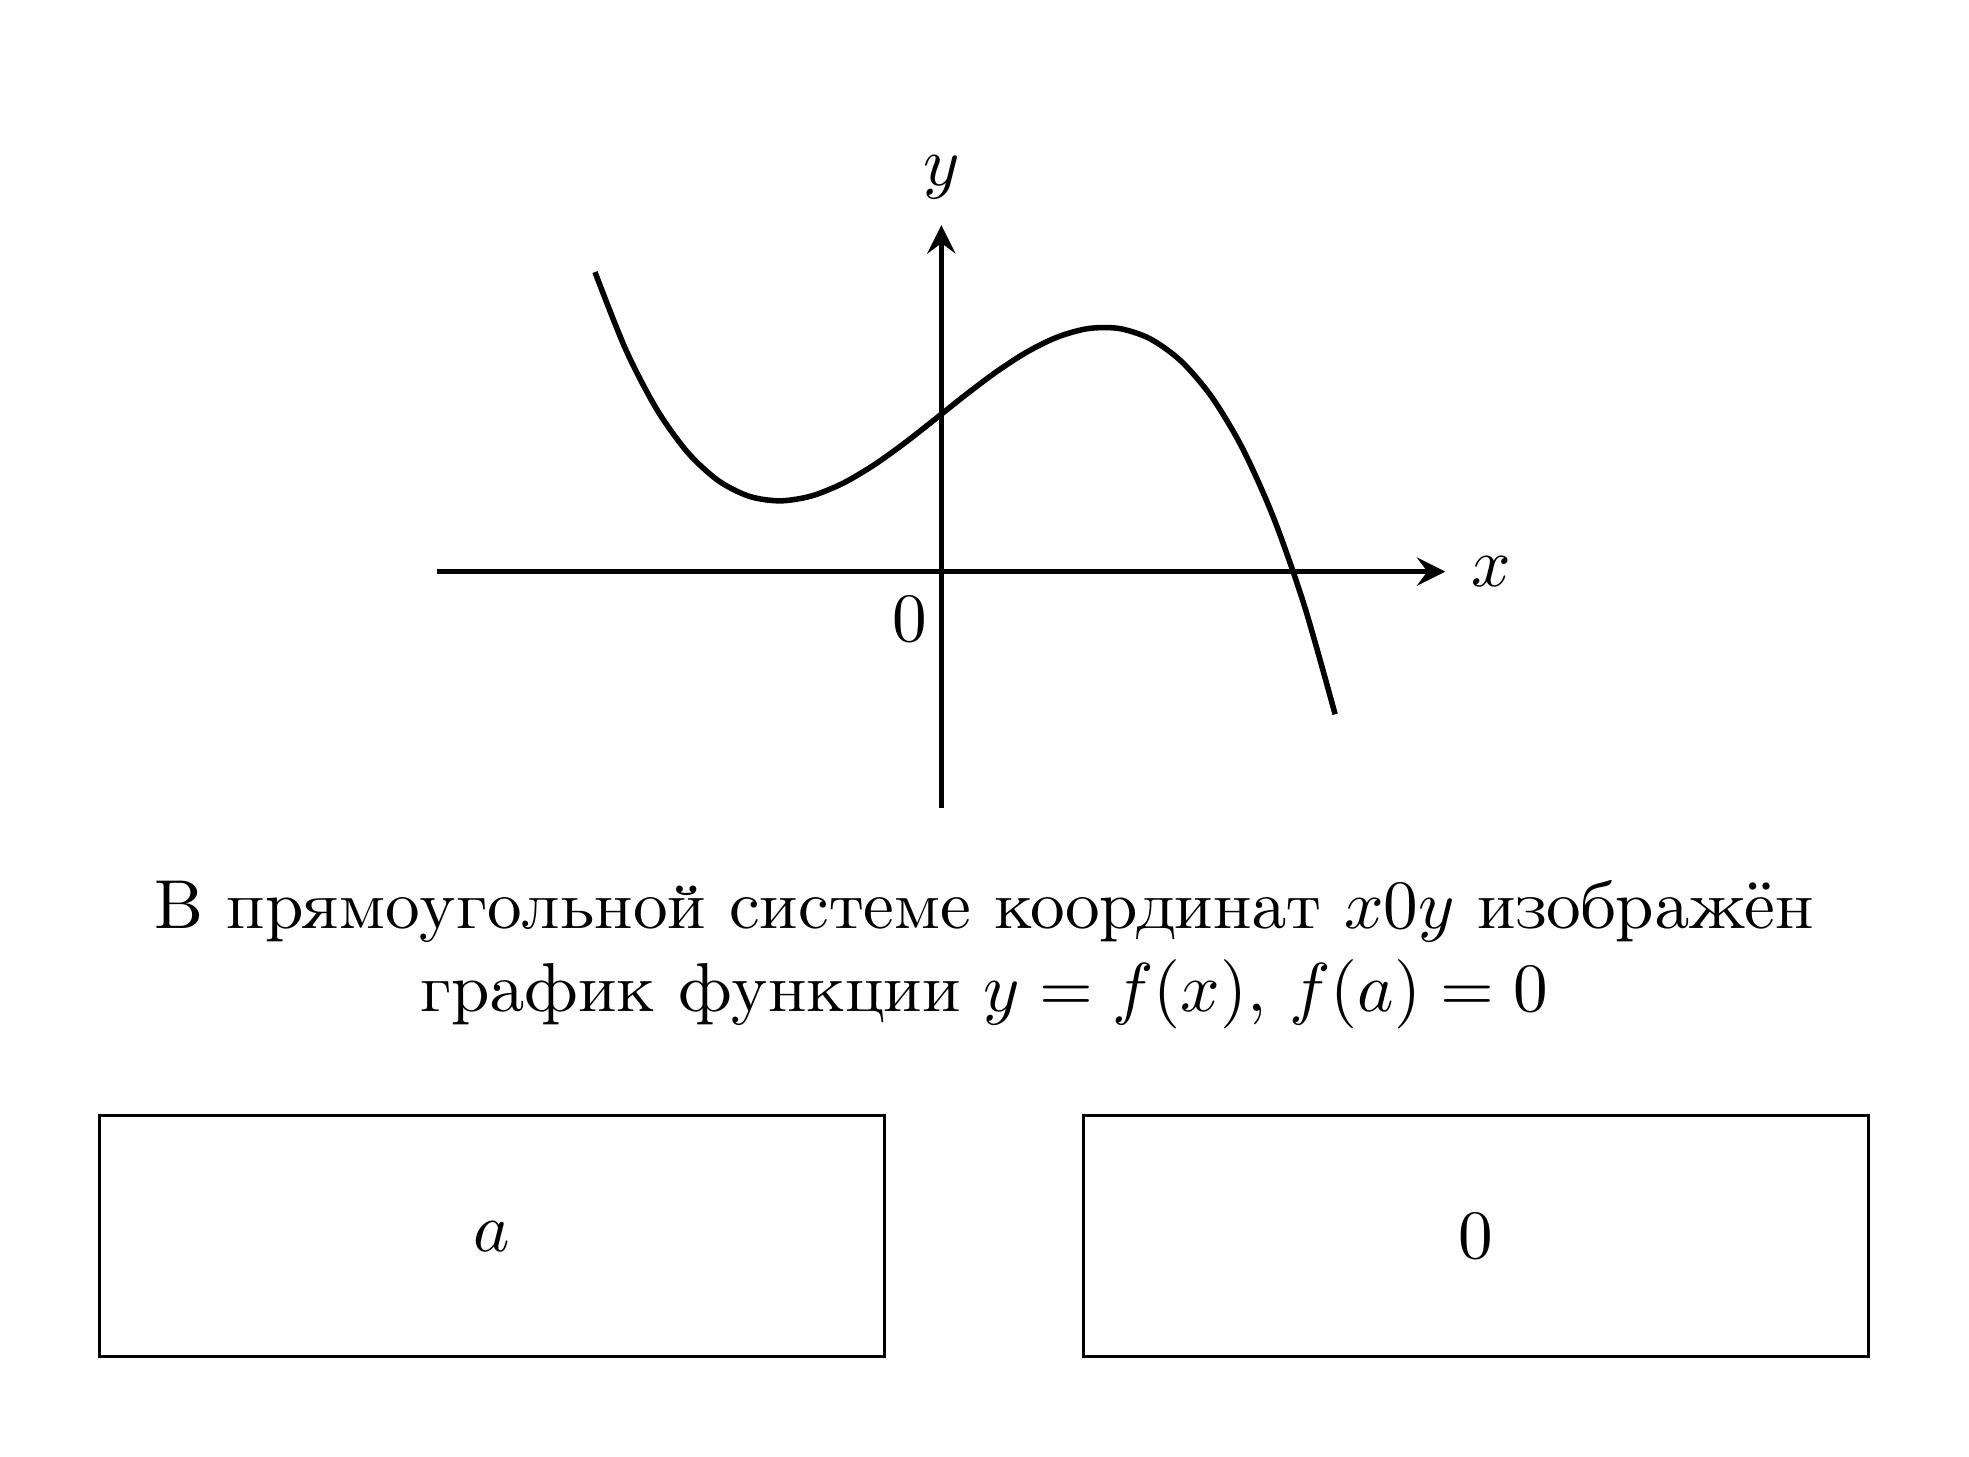 y
x
0
В прямоугольной системе координат x0y изображён
график функции y = f(x), f(a) = 0
a
0